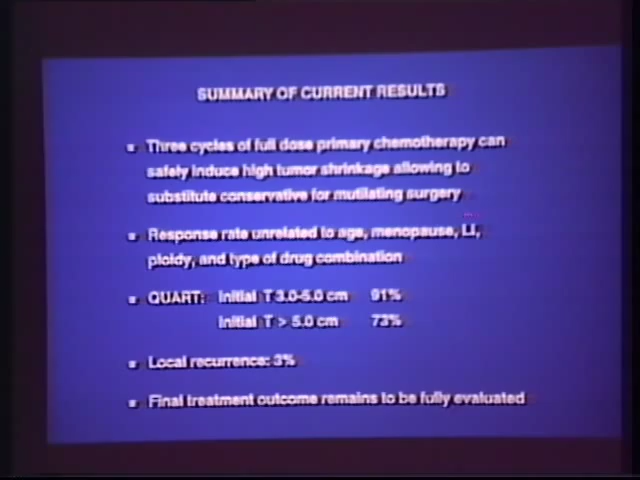 SUMMARY OF CURRENT RESULTS
Three cycles of full dose primary chemotherapy can
safely induce high tumor shrinkage allowing to
substitute conservative for mutilating surgery
Response rate unrelated to age, menopause, LI,
ploidy, and type of drug combination
QUART: Initial T 3.0-5.0 cm 91%
Initial T > 5.0 cm 73%
Local recurrence: 3%
Final treatment outcome remains to be fully evaluated